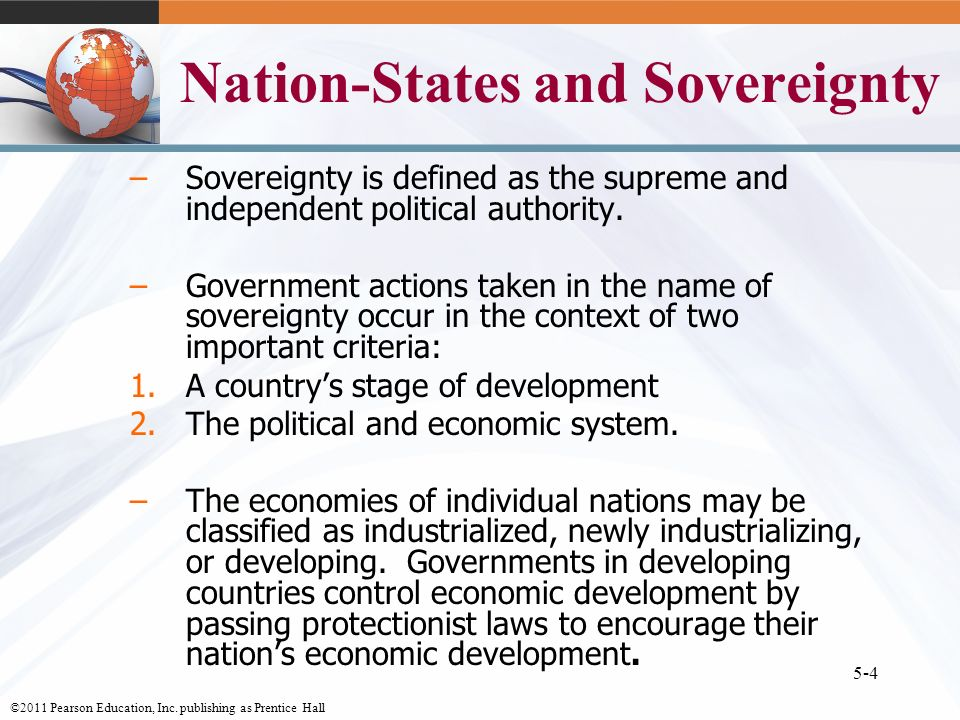 Nation-States and Sovereignty
– Sovereignty is defined as the supreme and
independent political authority.
– Government actions taken in the name of
sovereignty occur in the context of two
important criteria:
1. A country’s stage of development
2. The political and economic system.
– The economies of individual nations may be
classified as industrialized, newly industrializing,
or developing.  Governments in developing
countries control economic development by
passing protectionist laws to encourage their
nation’s economic development.
5-4
©2011 Pearson Education, Inc. publishing as Prentice Hall